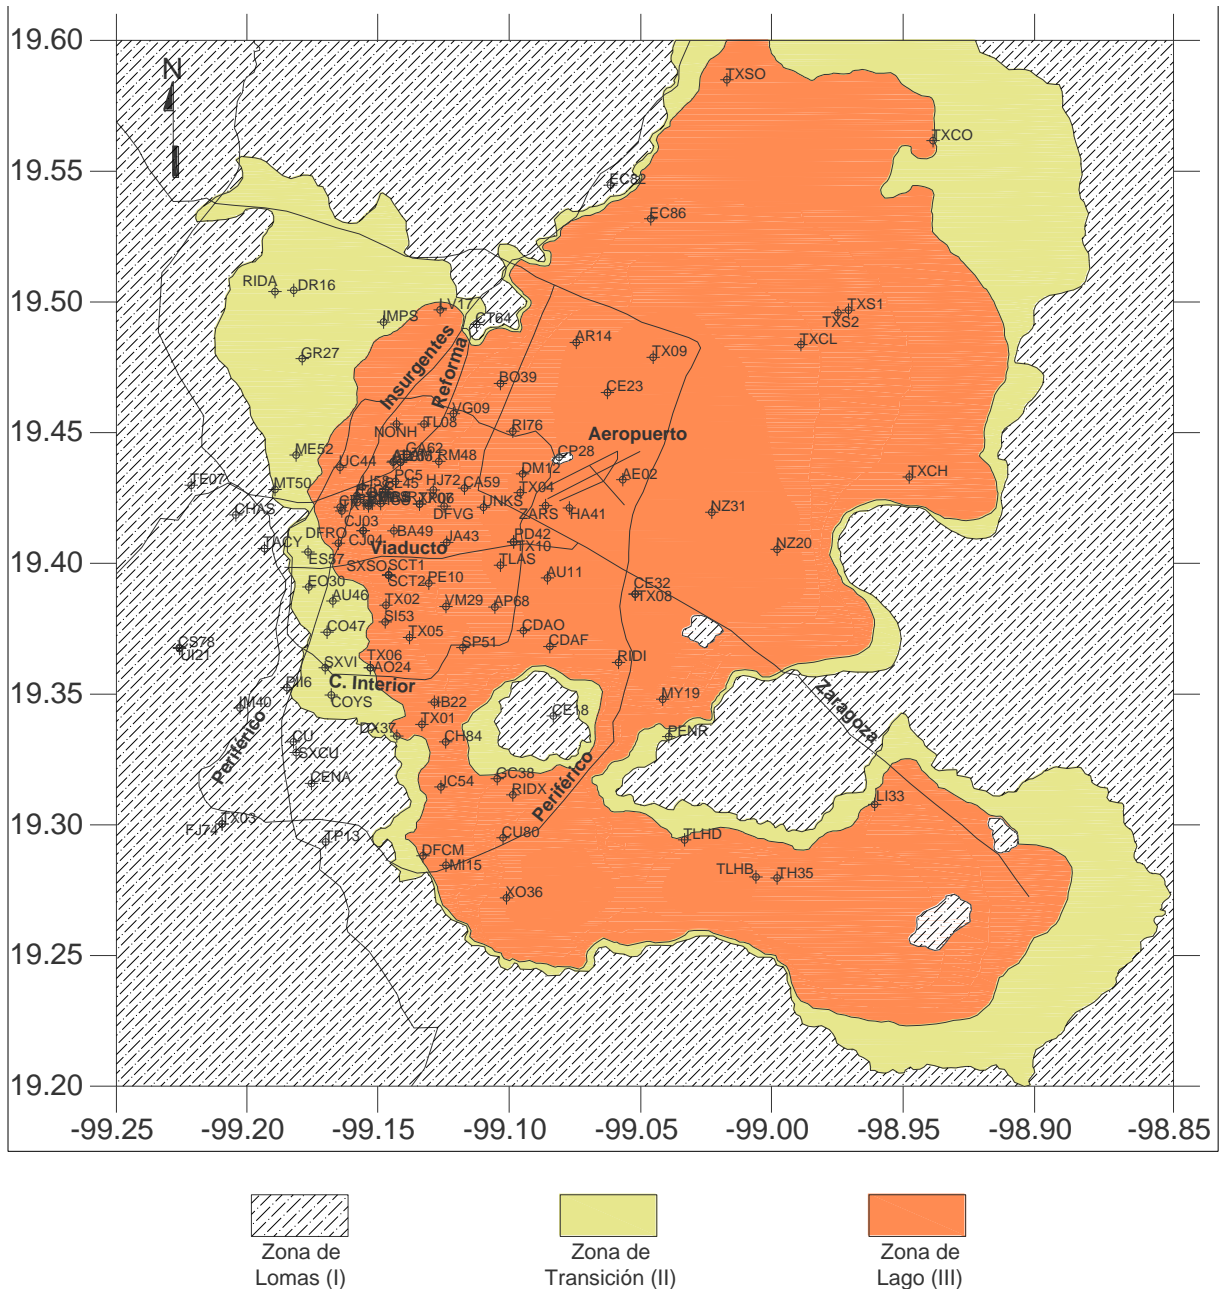 19.60
19.55
19.50
19.45
19.40
19.35
19.30
19.25
19.20
N
TXSO
TXCO
EC82
EC86
RIDA
DR16
IMPS
LV17
CT64
TXS1
TXS2
TXCL
GR27
AR14
TX09
Insurgentes
Reforma
BO39
CE23
VG09
TL08
NONH
RI76
Aeropuerto
GA62
ME52
UC44
RM48
CP28
TE07
MT50
PC5
HJ72
CA59
DM12
AE02
TXCH
TX04
CHAS
DFVG
UNKS
ZARS
HA41
NZ31
CJ03
DFRO
CJ04
BA49
JA43
PD42
TX10
TACY
ES57
Viaducto
NZ20
SXSO
SCT1
SCT2
TLAS
EO30
PE10
AU11
CE32
TX08
AU46
TX02
VM29
AP68
SI53
CO47
TX05
CDAO
CDAF
SP51
CS78
UI21
SXVI
TX06
AO24
RIDI
C. Interior
COYS
IM40
IB22
MY19
Zaragoza
TX01
CE18
DX37
CH84
PENR
CU
SXCU
Periférico
CENA
JC54
GC38
RIDX
Periférico
LI33
TX03
FJ74
TP13
CU80
TLHD
DFCM
MI15
TLHB
TH35
XO36
-99.25
-99.20
-99.15
-99.10
-99.05
-99.00
-98.95
-98.90
-98.85
Zona de
Lomas (I)
Zona de
Transición (II)
Zona de
Lago (III)